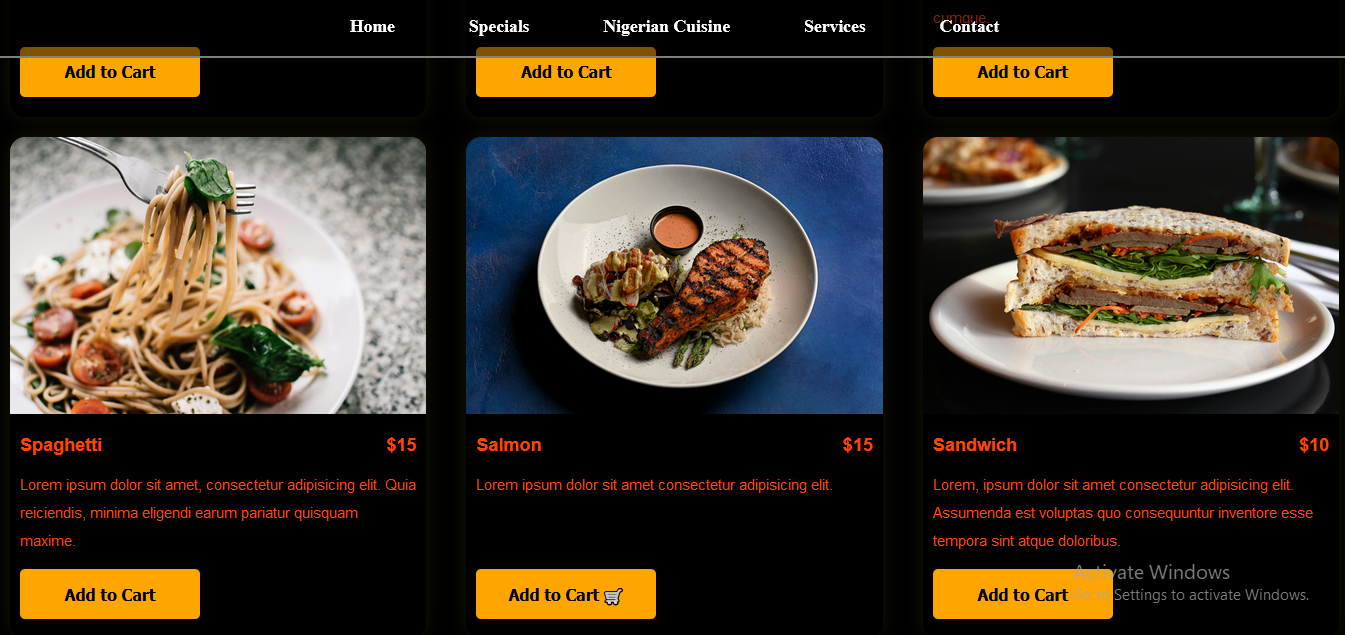 cumque
Home Specials Nigerian Cuisine Services Contact
Add to Cart Add to Cart Add to Cart
Spaghetti $15
Lorem ipsum dolor sit amet, consectetur adipisicing elit. Quia
reiciendis, minima eligendi earum pariatur quisquam
maxime.
Add to Cart
Salmon $15
Lorem ipsum dolor sit amet consectetur adipisicing elit.
Add to Cart 🛒
Sandwich $10
Lorem, ipsum dolor sit amet consectetur adipisicing elit.
Assumenda est voluptas quo consequuntur inventore esse
tempora sint atque doloribus.
Add to Cart
Activate Windows
Go to Settings to activate Windows.